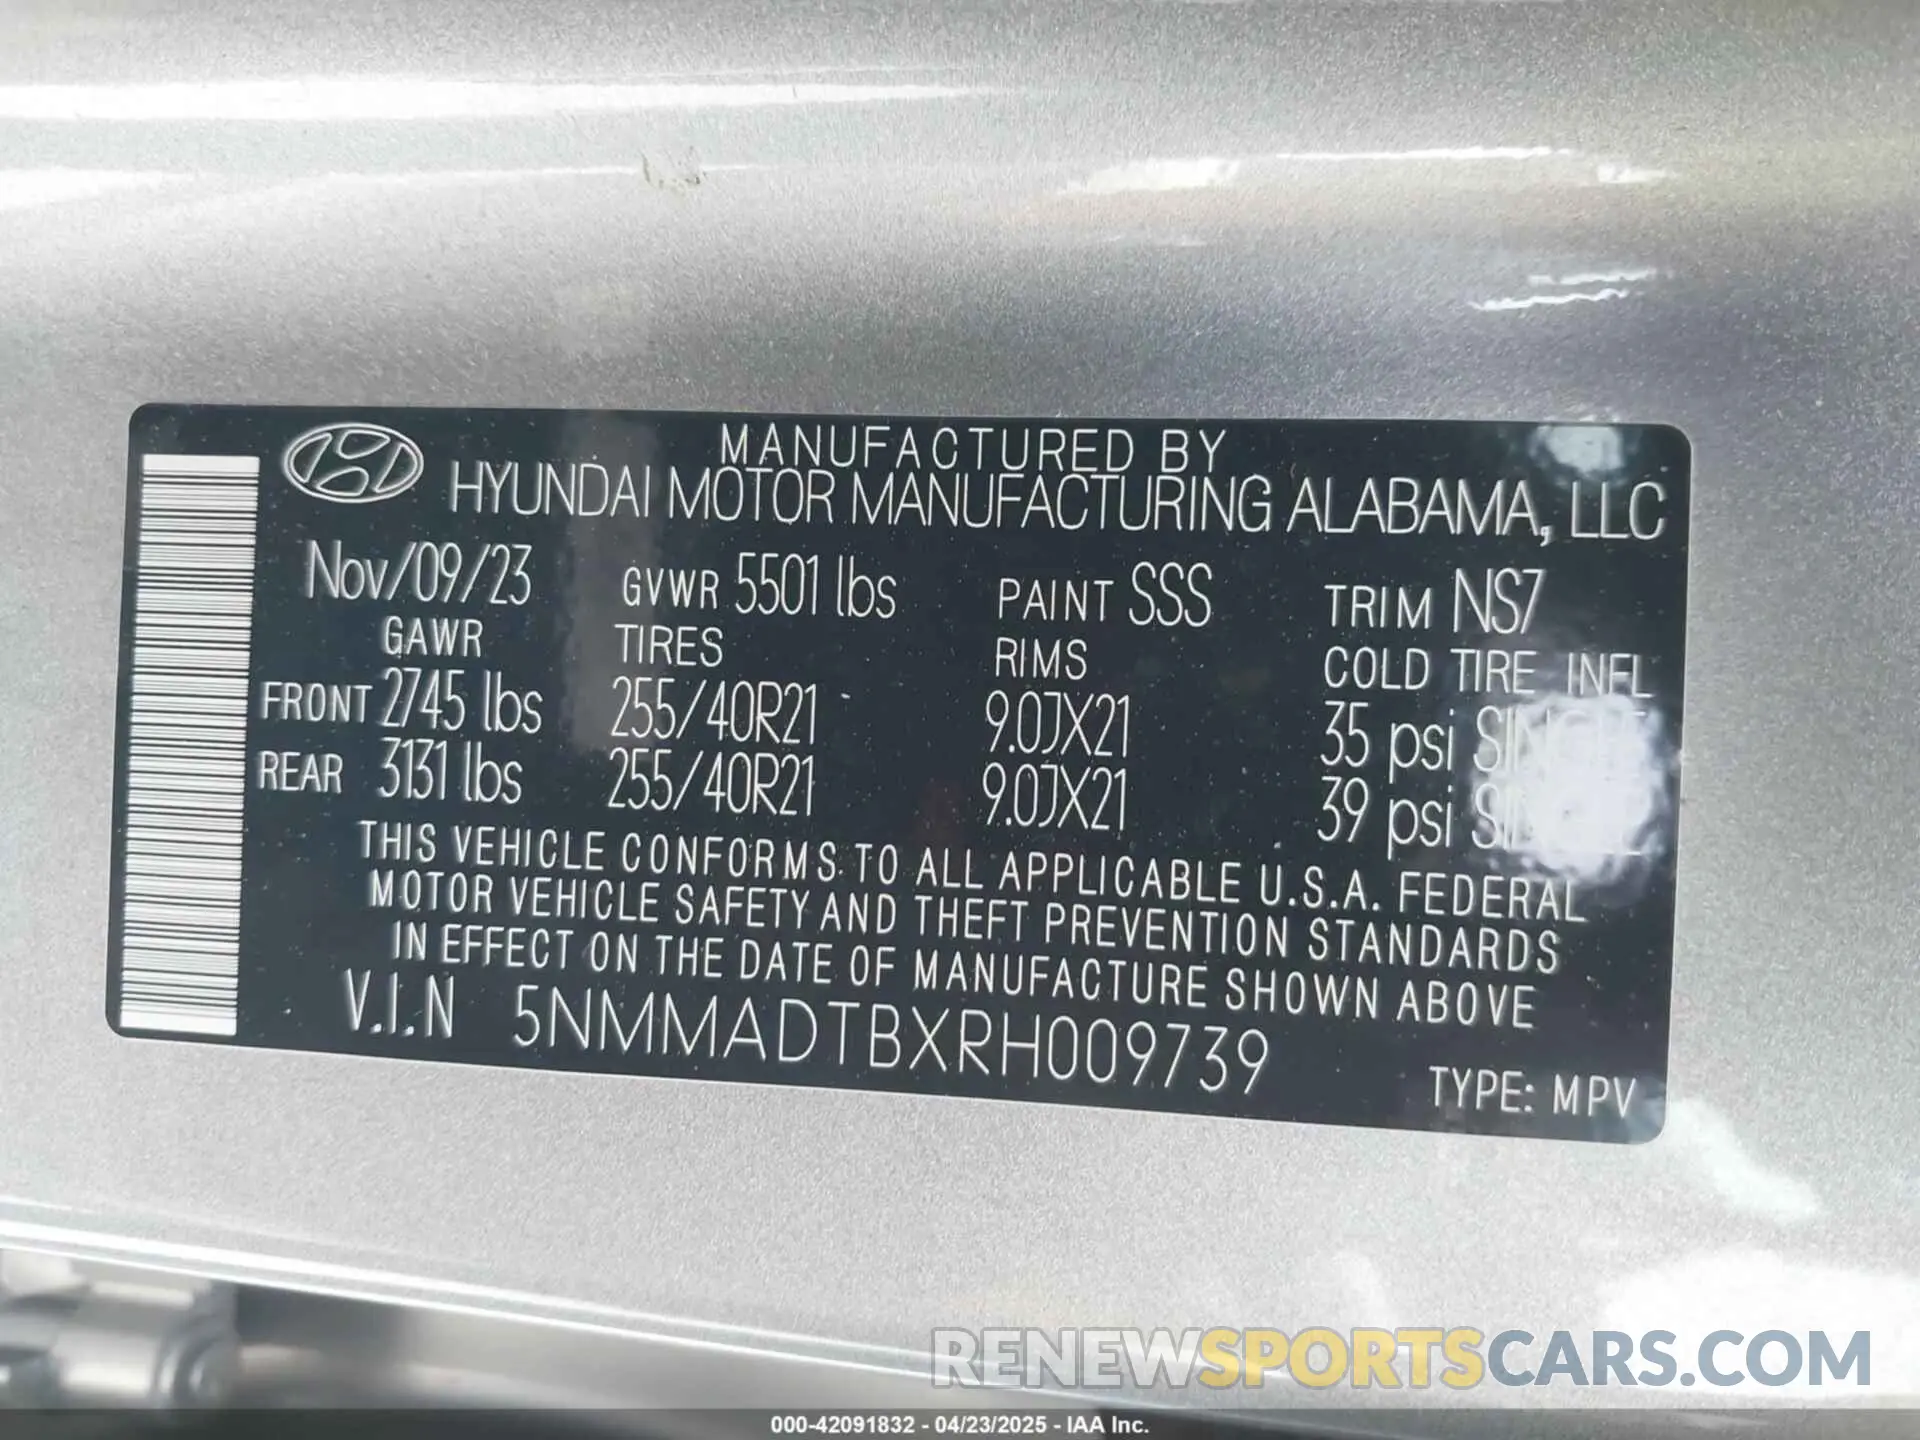 MANUFACTURED BY
HYUNDAI MOTOR MANUFACTURING ALABAMA, LLC
Nov/09/23 GVWR 5501 lbs PAINT SSS TRIM NS7
GAWR TIRES RIMS COLD TIRE INFL
FRONT 2745 lbs 255/40R21 9.0JX21 35 psi SINGLE
REAR 3131 lbs 255/40R21 9.0JX21 39 psi SINGLE
THIS VEHICLE CONFORMS TO ALL APPLICABLE U.S.A. FEDERAL
MOTOR VEHICLE SAFETY AND THEFT PREVENTION STANDARDS
IN EFFECT ON THE DATE OF MANUFACTURE SHOWN ABOVE
V.I.N 5NMMADTBXRH009739
TYPE: MPV
RENEWSPORTSCARS.COM
000-42091832 - 04/23/2025 - IAA Inc.